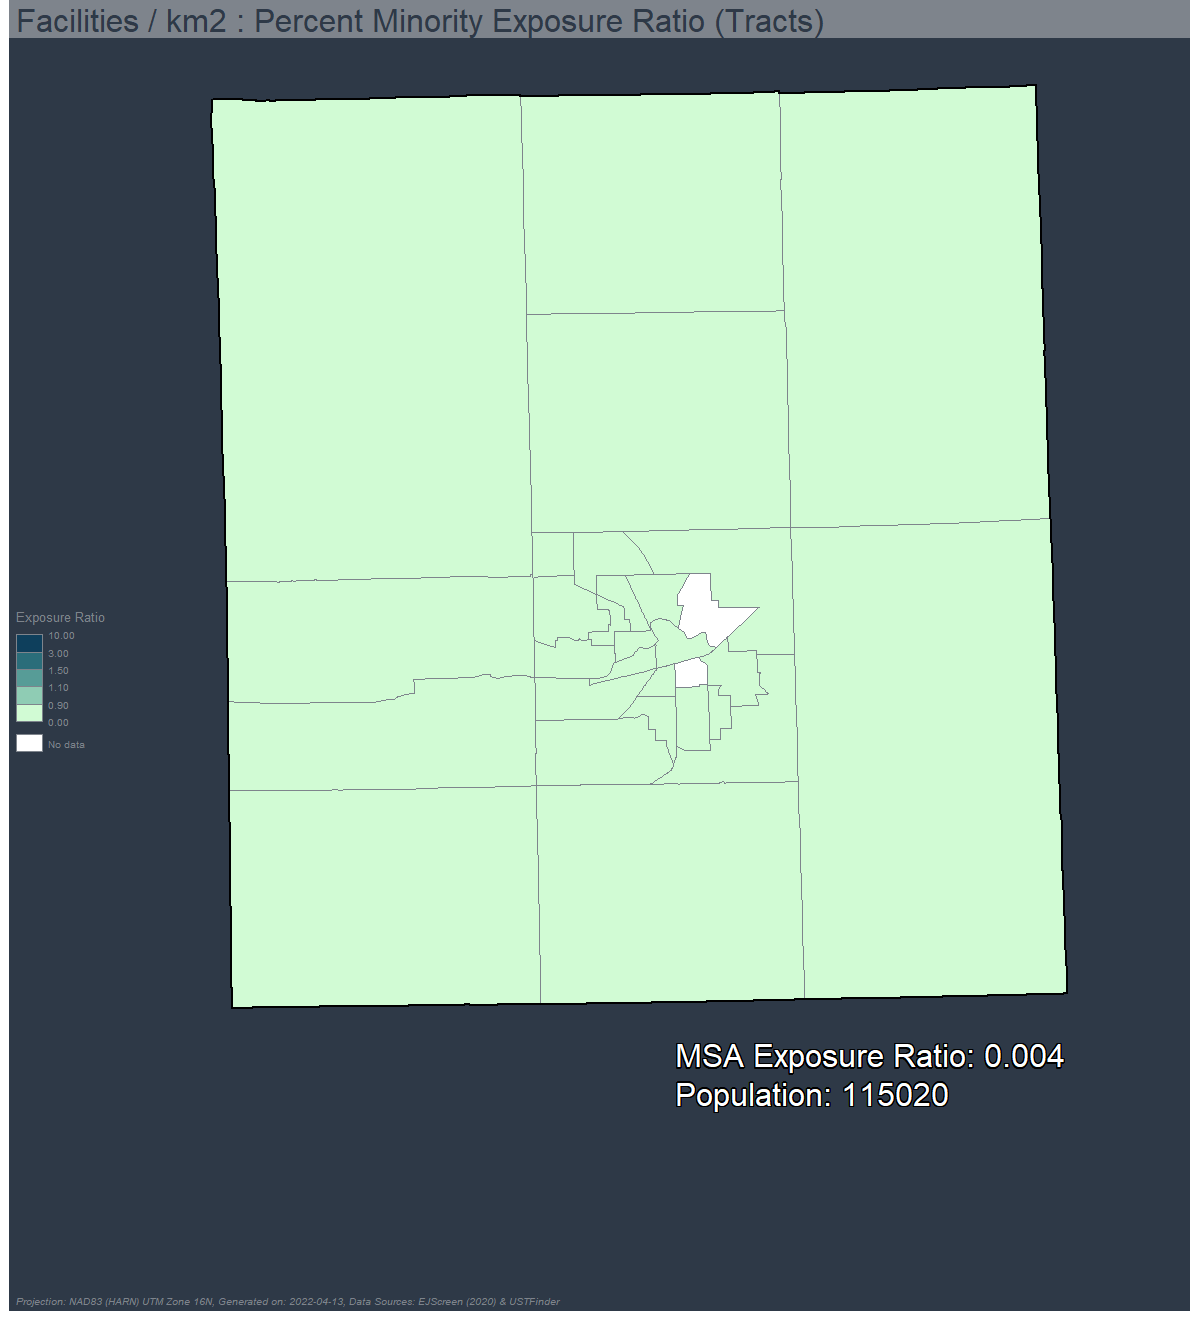 Facilities / km2 : Percent Minority Exposure Ratio (Tracts)
Exposure Ratio
10.00
3.00
1.50
1.10
0.90
0.00
No data
MSA Exposure Ratio: 0.004
Population: 115020
Projection: NAD83 (HARN) UTM Zone 16N, Generated on: 2022-04-13, Data Sources: EJScreen (2020) & USTFinder